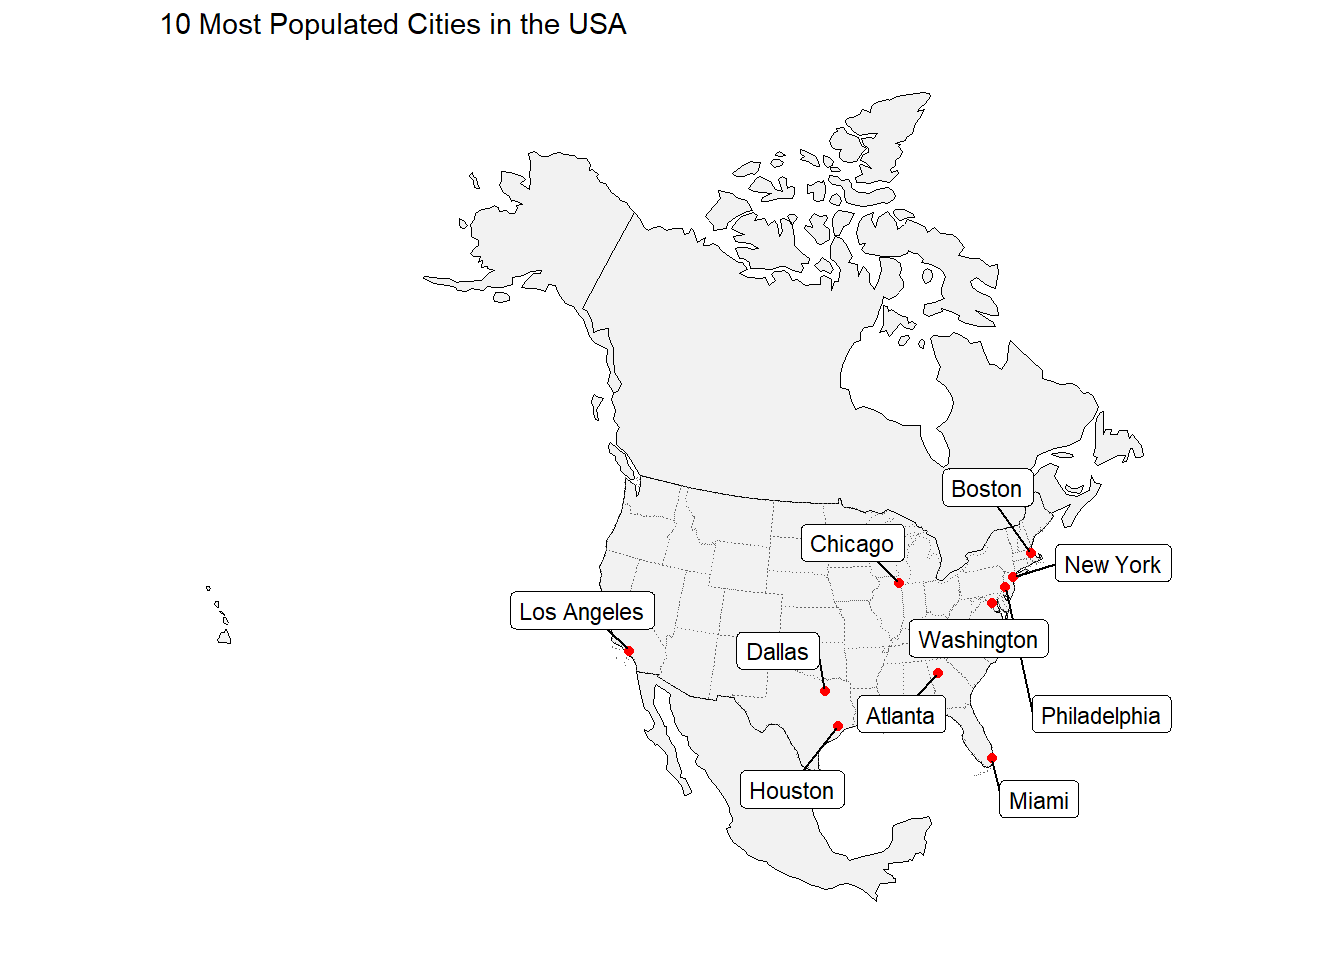 10 Most Populated Cities in the USA
Boston
Chicago
New York
Los Angeles
Washington
Dallas
Atlanta
Philadelphia
Houston
Miami